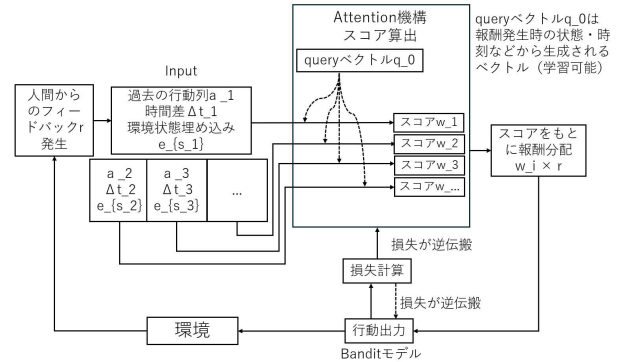 Attention機構
スコア算出
queryベクトルq_0
queryベクトルq_0は
報酬発生時の状態・時
刻などから生成される
ベクトル（学習可能）
Input
人間から
のフィー
ドバックr
発生
過去の行動列a_1
時間差Δt_1
環境状態埋め込み
e_{s_1}
a_2
Δt_2
e_{s_2}
a_3
Δt_3
e_{s_3}
...
スコアw_1
スコアw_2
スコアw_3
スコアw_...
スコアをもと
に報酬分配
w_i × r
損失が逆伝搬
損失計算
損失が逆伝搬
行動出力
Banditモデル
環境